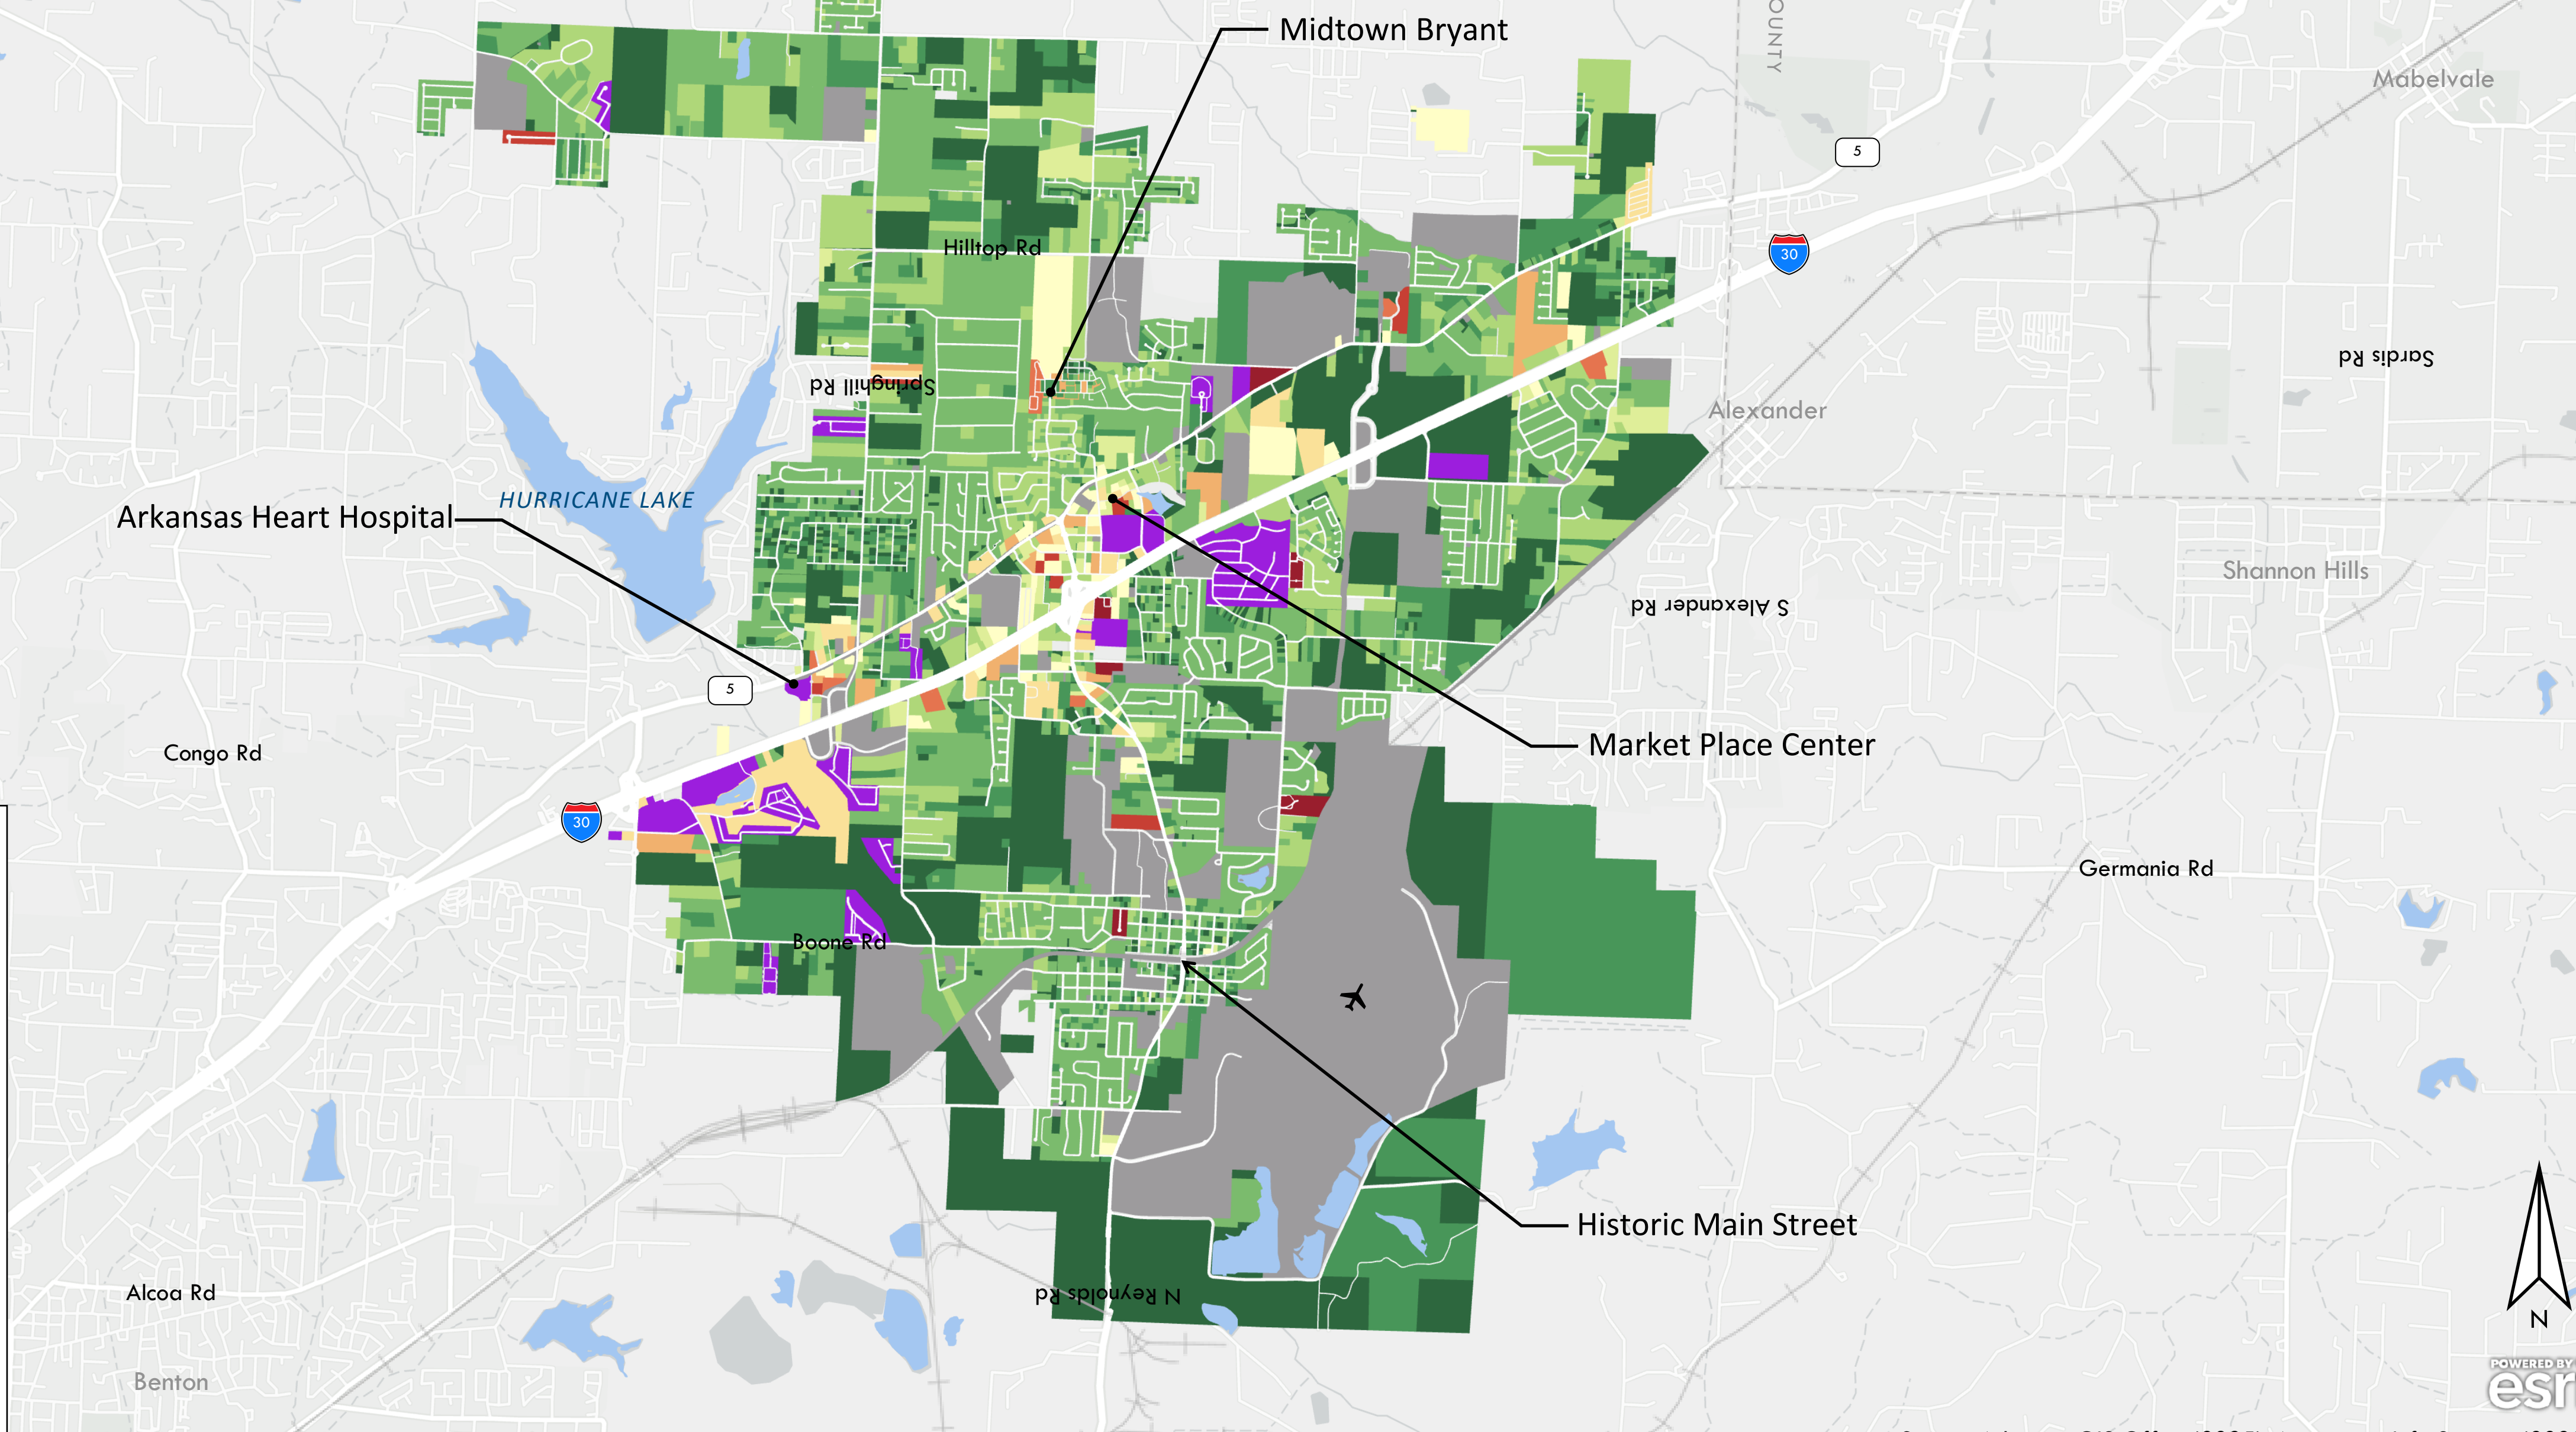 Midtown Bryant
OUNTY
Mabelvale
5
Hilltop Rd
30
Sardis Rd
Springhill Rd
Alexander
HURRICANE LAKE
Arkansas Heart Hospital
Shannon Hills
S Alexander Rd
5
Market Place Center
Congo Rd
30
Germania Rd
Boone Rd
Historic Main Street
N Reynolds Rd
Alcoa Rd
N
POWERED BY
esri
Benton